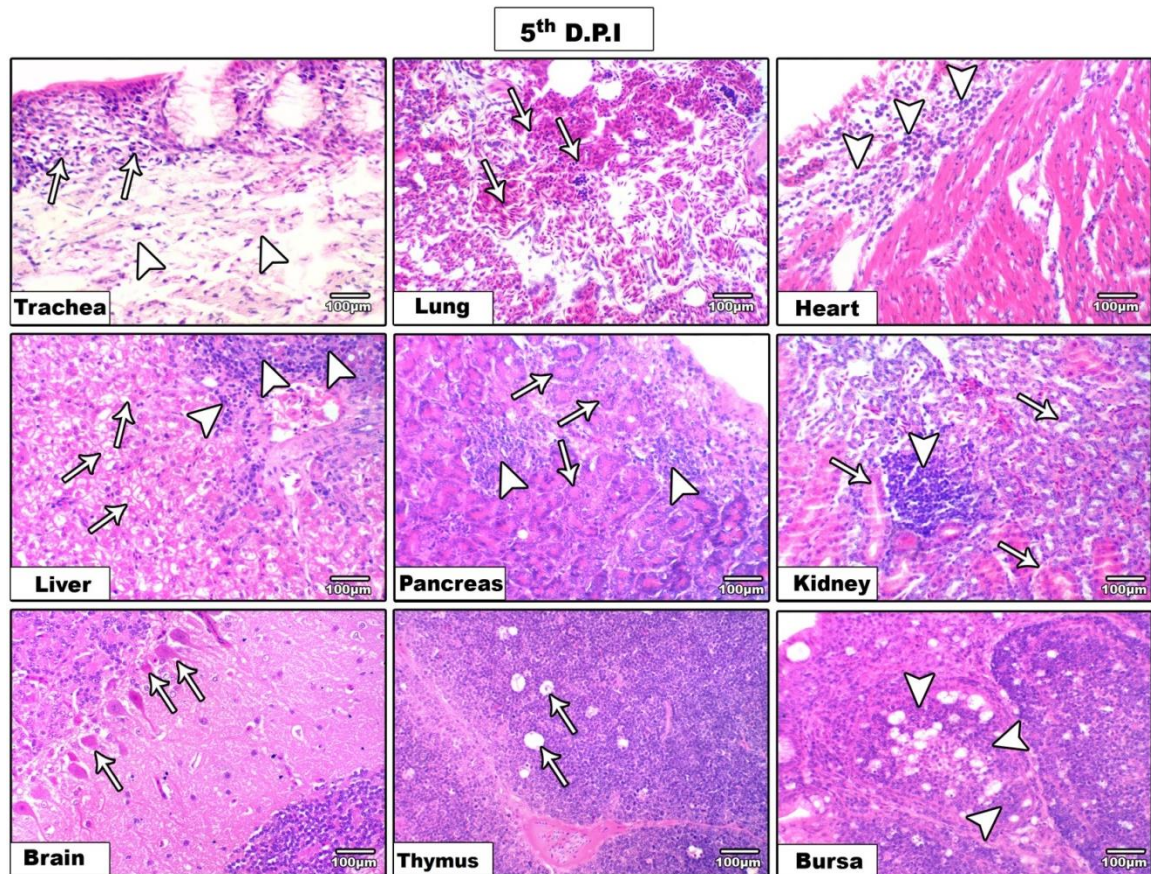 5th D.P.I
Trachea
100µm
Lung
100µm
Heart
100µm
Liver
100µm
Pancreas
100µm
Kidney
100µm
Brain
100µm
Thymus
100µm
Bursa
100µm